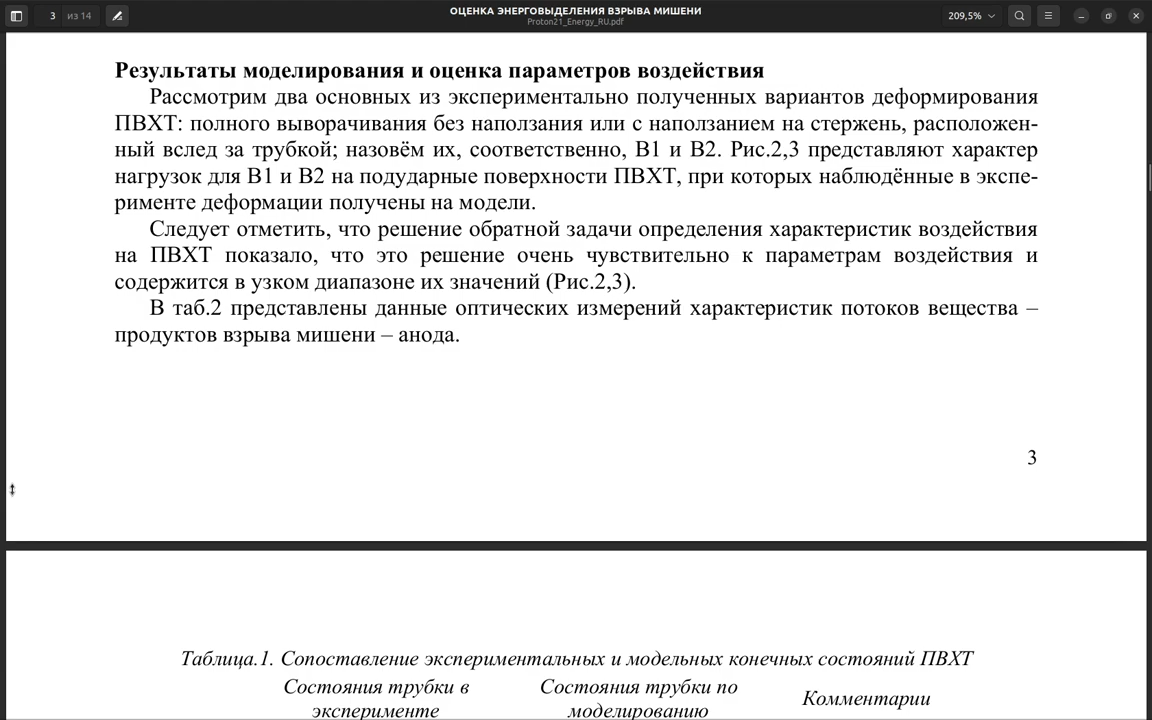 3 из 14
ОЦЕНКА ЭНЕРГОВЫДЕЛЕНИЯ ВЗРЫВА МИШЕНИ
Proton21_Energy_RU.pdf
209,5%
Результаты моделирования и оценка параметров воздействия
Рассмотрим два основных из экспериментально полученных вариантов деформирования
ПВХТ: полного выворачивания без наползания или с наползанием на стержень, расположен-
ный вслед за трубкой; назовём их, соответственно, В1 и В2. Рис.2,3 представляют характер
нагрузок для В1 и В2 на подударные поверхности ПВХТ, при которых наблюдённые в экспе-
рименте деформации получены на модели.
Следует отметить, что решение обратной задачи определения характеристик воздействия
на ПВХТ показало, что это решение очень чувствительно к параметрам воздействия и
содержится в узком диапазоне их значений (Рис.2,3).
В таб.2 представлены данные оптических измерений характеристик потоков вещества –
продуктов взрыва мишени – анода.
3
Таблица.1. Сопоставление экспериментальных и модельных конечных состояний ПВХТ
Состояния трубки в
эксперименте
Состояния трубки по
моделированию
Комментарии